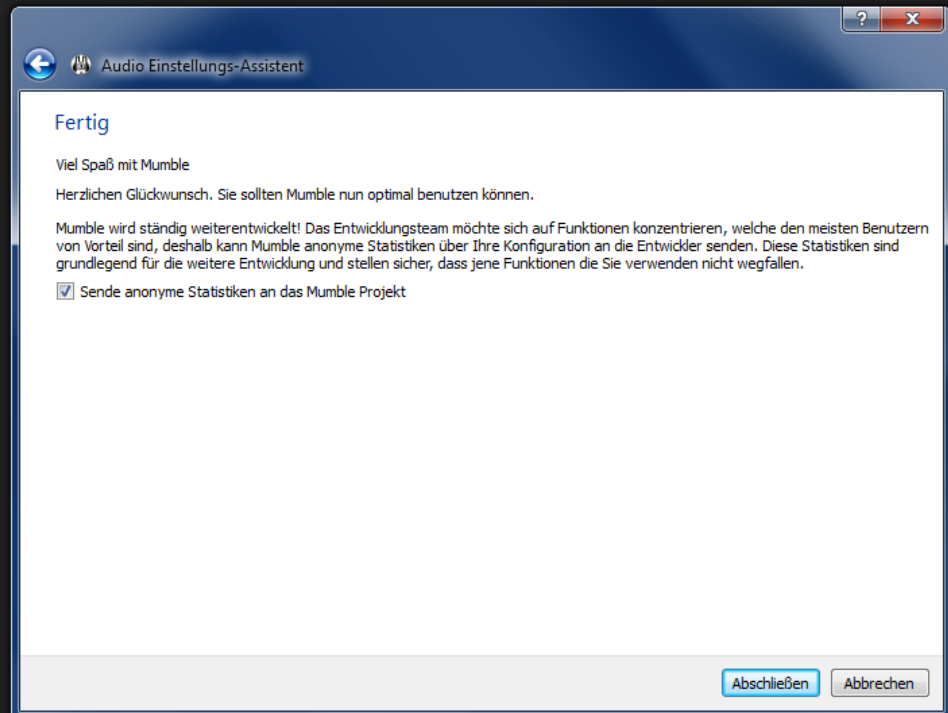 Audio Einstellungs-Assistent
Fertig
Viel Spaß mit Mumble
Herzlichen Glückwunsch. Sie sollten Mumble nun optimal benutzen können.
Mumble wird ständig weiterentwickelt! Das Entwicklungsteam möchte sich auf Funktionen konzentrieren, welche den meisten Benutzern
von Vorteil sind, deshalb kann Mumble anonyme Statistiken über Ihre Konfiguration an die Entwickler senden. Diese Statistiken sind
grundlegend für die weitere Entwicklung und stellen sicher, dass jene Funktionen die Sie verwenden nicht wegfallen.
Sende anonyme Statistiken an das Mumble Projekt
Abschließen Abbrechen